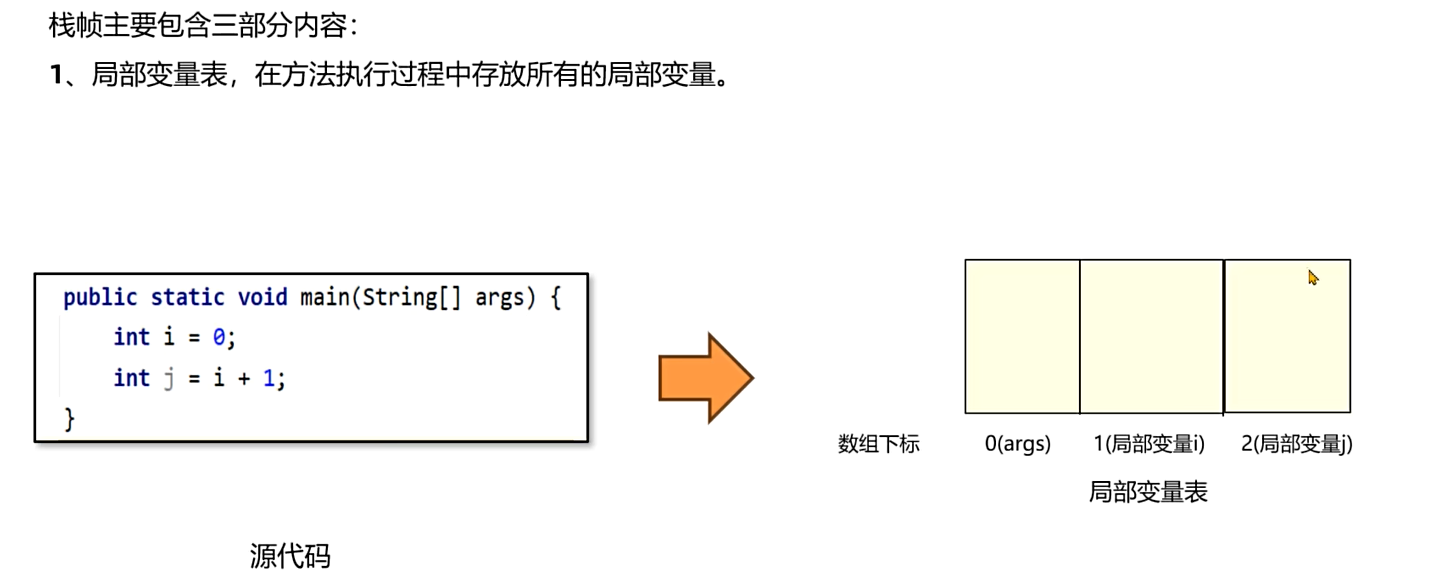 栈帧主要包含三部分内容：
1、局部变量表，在方法执行过程中存放所有的局部变量。
public static void main(String[] args) {
int i = 0;
int j = i + 1;
}
数组下标 0(args) 1(局部变量i) 2(局部变量j)
局部变量表
源代码